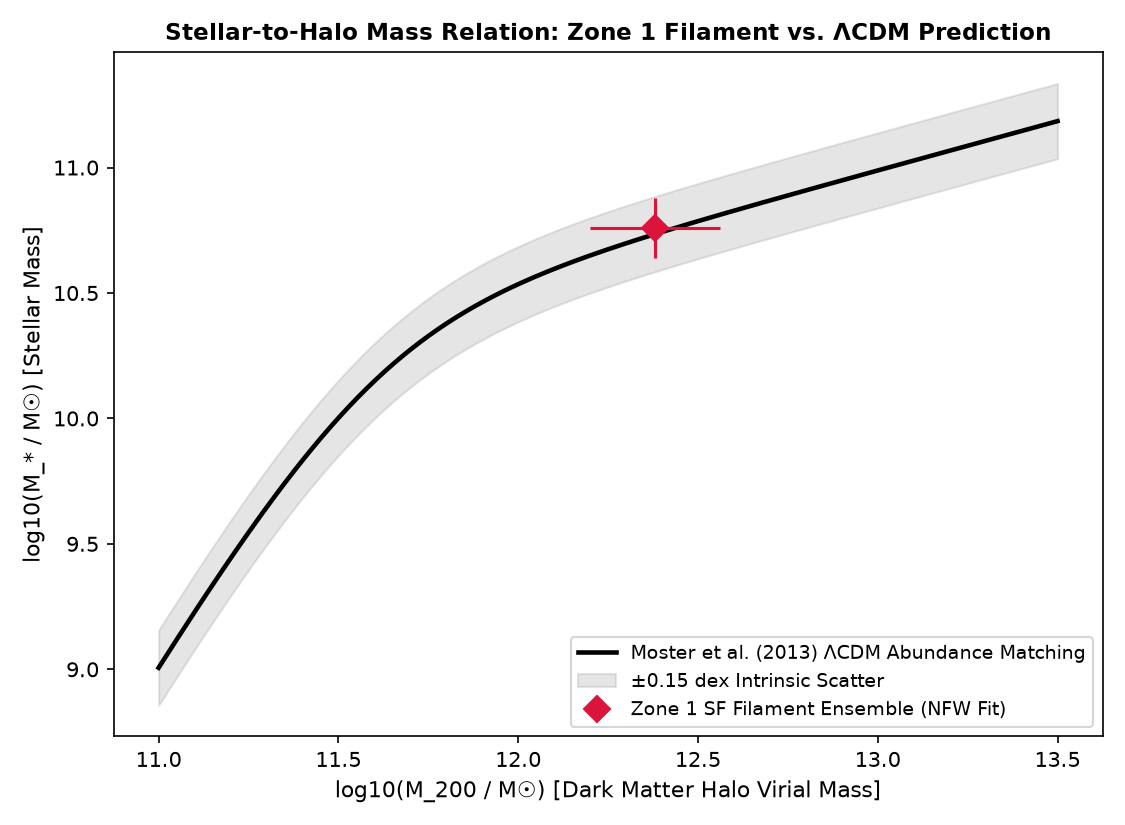 Stellar-to-Halo Mass Relation: Zone 1 Filament vs. ΛCDM Prediction
log10(M_* / M☉) [Stellar Mass]
11.0
10.5
10.0
9.5
9.0
Moster et al. (2013) ΛCDM Abundance Matching
±0.15 dex Intrinsic Scatter
Zone 1 SF Filament Ensemble (NFW Fit)
11.0 11.5 12.0 12.5 13.0 13.5
log10(M_200 / M☉) [Dark Matter Halo Virial Mass]